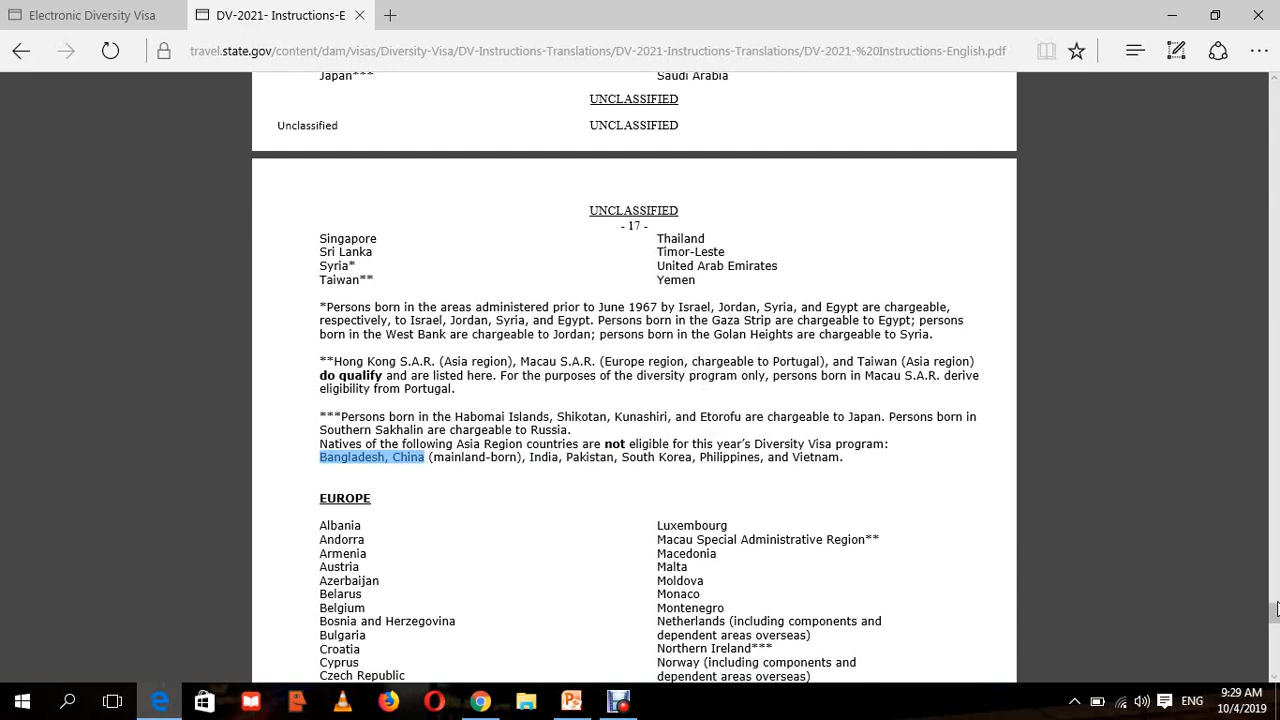 Electronic Diversity Visa
DV-2021- Instructions-E
travel.state.gov/content/dam/visas/Diversity-Visa/DV-Instructions-Translations/DV-2021-Instructions-Translations/DV-2021-%20Instructions-English.pdf
Japan*** Saudi Arabia
UNCLASSIFIED
Unclassified UNCLASSIFIED
UNCLASSIFIED
- 17 -
Singapore Thailand
Sri Lanka Timor-Leste
Syria* United Arab Emirates
Taiwan** Yemen
*Persons born in the areas administered prior to June 1967 by Israel, Jordan, Syria, and Egypt are chargeable,
respectively, to Israel, Jordan, Syria, and Egypt. Persons born in the Gaza Strip are chargeable to Egypt; persons
born in the West Bank are chargeable to Jordan; persons born in the Golan Heights are chargeable to Syria.
**Hong Kong S.A.R. (Asia region), Macau S.A.R. (Europe region, chargeable to Portugal), and Taiwan (Asia region)
do qualify and are listed here. For the purposes of the diversity program only, persons born in Macau S.A.R. derive
eligibility from Portugal.
***Persons born in the Habomai Islands, Shikotan, Kunashiri, and Etorofu are chargeable to Japan. Persons born in
Southern Sakhalin are chargeable to Russia.
Natives of the following Asia Region countries are not eligible for this year's Diversity Visa program:
Bangladesh, China (mainland-born), India, Pakistan, South Korea, Philippines, and Vietnam.
EUROPE
Albania Luxembourg
Andorra Macau Special Administrative Region**
Armenia Macedonia
Austria Malta
Azerbaijan Moldova
Belarus Monaco
Belgium Montenegro
Bosnia and Herzegovina Netherlands (including components and
Bulgaria dependent areas overseas)
Croatia Northern Ireland***
Cyprus Norway (including components and
Czech Republic dependent areas overseas)
ENG
9:29 AM
10/4/2019